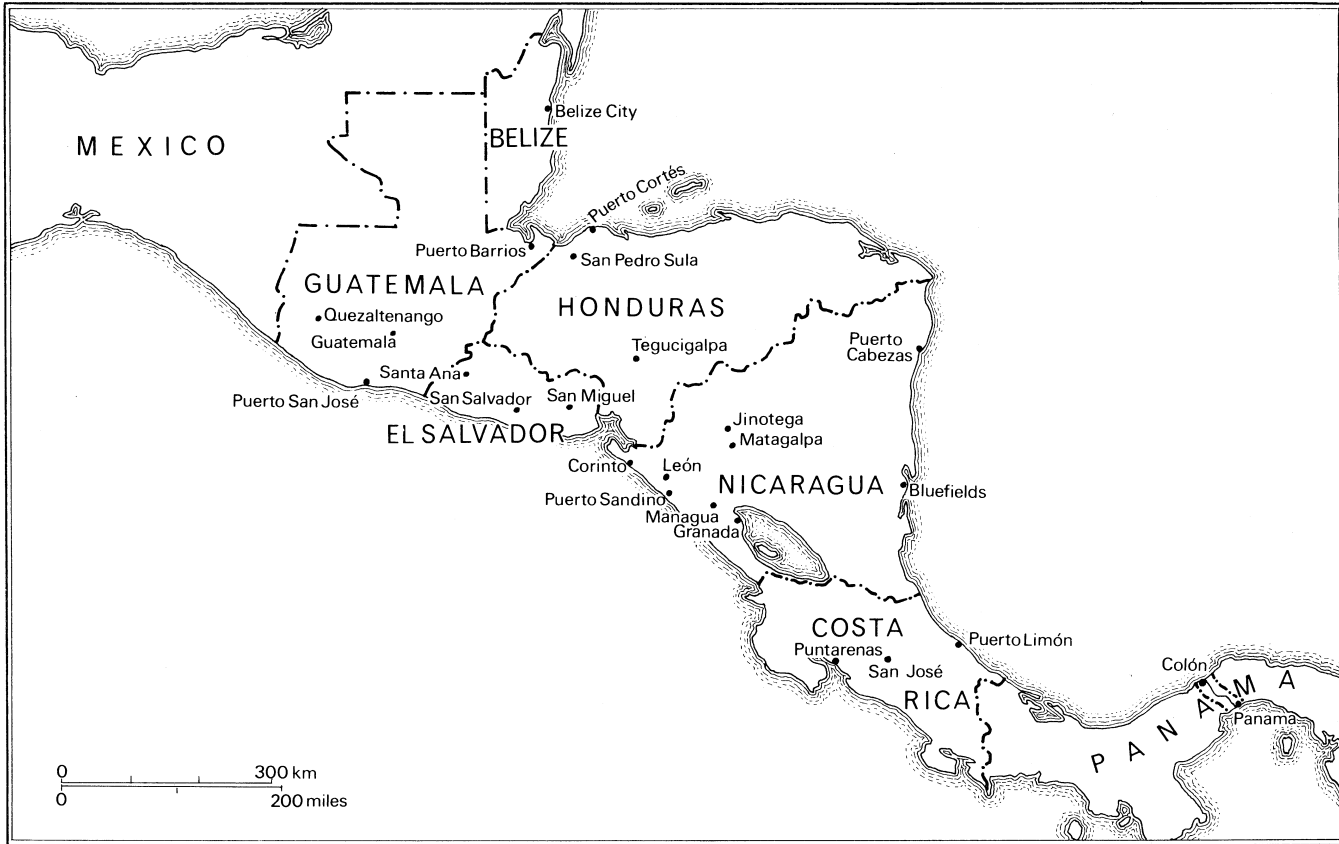 Belize City
MEXICO
BELIZE
Puerto Cortés
Puerto Barrios
San Pedro Sula
GUATEMALA
HONDURAS
Quezaltenango
Guatemala
Tegucigalpa
Puerto
Cabezas
Santa Ana
Puerto San José
San Salvador
San Miguel
EL SALVADOR
Jinotega
Matagalpa
Corinto
León
NICARAGUA
Bluefields
Puerto Sandino
Managua
Granada
COSTA
Puntarenas
Puerto Limón
San José
Colón
RICA
PANAMA
Panama
0 300 km
0 200 miles